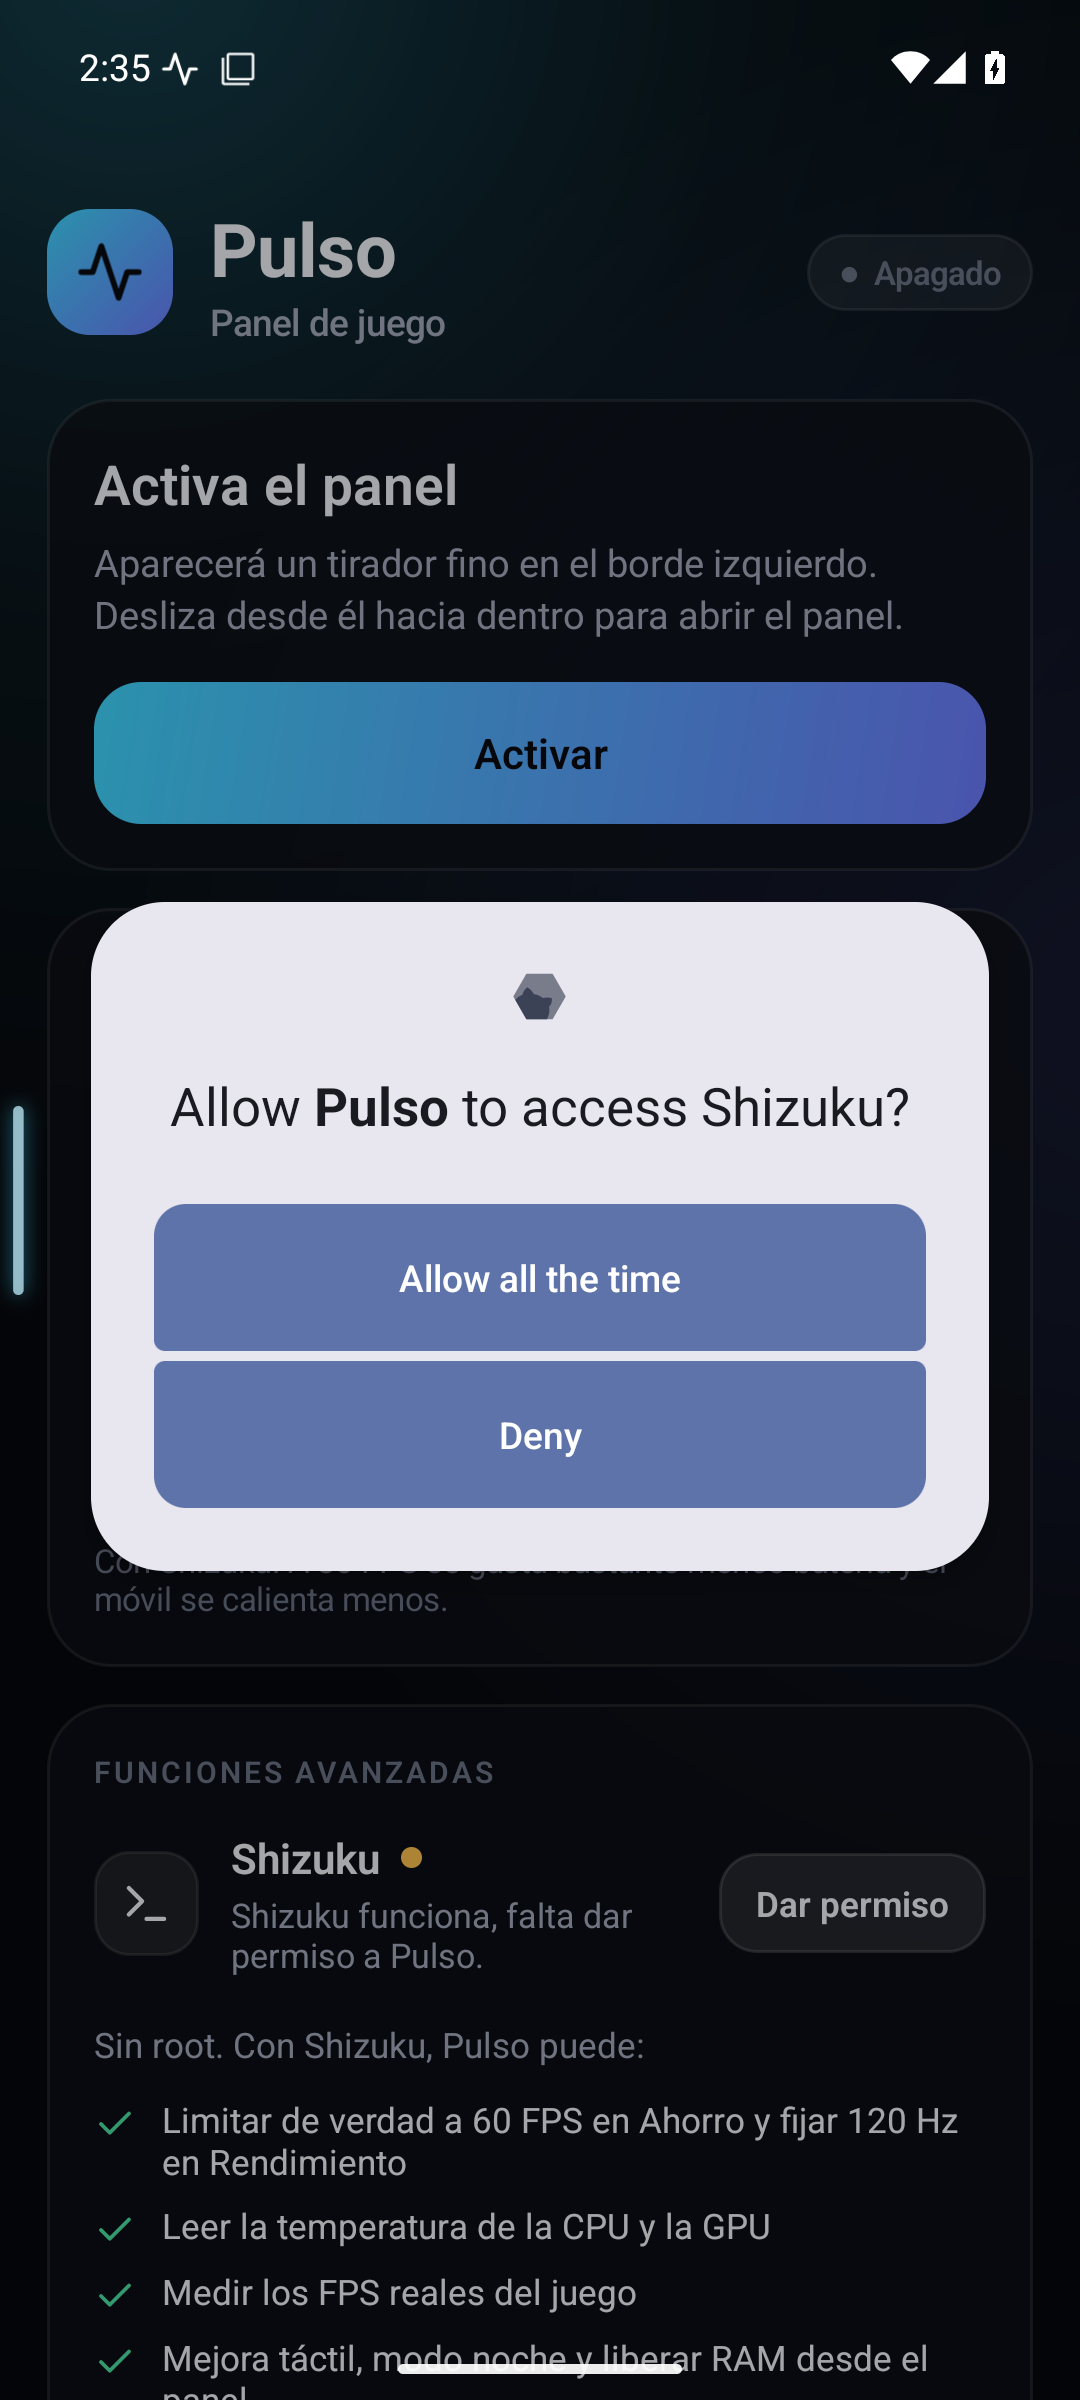 2:35
Pulso
Panel de juego
Apagado
Activa el panel
Aparecerá un tirador fino en el borde izquierdo.
Desliza desde él hacia dentro para abrir el panel.
Activar
Allow Pulso to access Shizuku?
Allow all the time
Deny
móvil se calienta menos.
FUNCIONES AVANZADAS
Shizuku
Shizuku funciona, falta dar
permiso a Pulso.
Dar permiso
Sin root. Con Shizuku, Pulso puede:
Limitar de verdad a 60 FPS en Ahorro y fijar 120 Hz
en Rendimiento
Leer la temperatura de la CPU y la GPU
Medir los FPS reales del juego
Mejora táctil, modo noche y liberar RAM desde el
panel